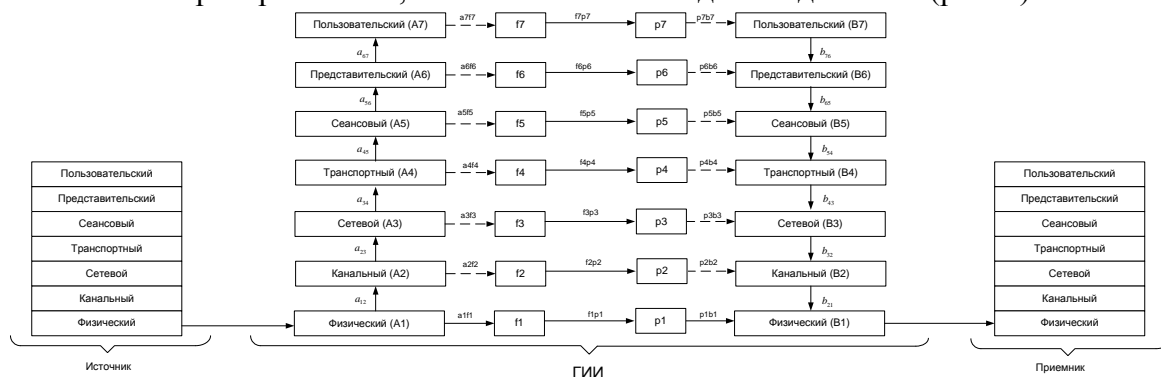 Пользовательский (A7) a7f7 f7 f7p7 p7 p7b7 Пользовательский (B7)
a67 b76
Представительский (A6) a6f6 f6 f6p6 p6 p6b6 Представительский (B6)
a56 b65
Сеансовый (A5) a5f5 f5 f5p5 p5 p5b5 Сеансовый (B5)
a45 b54
Пользовательский Транспортный (A4) a4f4 f4 f4p4 p4 p4b4 Транспортный (B4) Пользовательский
Представительский a34 b43 Представительский
Сеансовый Сетевой (A3) a3f3 f3 f3p3 p3 p3b3 Сетевой (B3) Сеансовый
Транспортный a23 b32 Транспортный
Сетевой Канальный (A2) a2f2 f2 f2p2 p2 p2b2 Канальный (B2) Сетевой
Канальный a12 b21 Канальный
Физический Физический (A1) a1f1 f1 f1p1 p1 p1b1 Физический (B1) Физический
Источник ГИИ Приемник